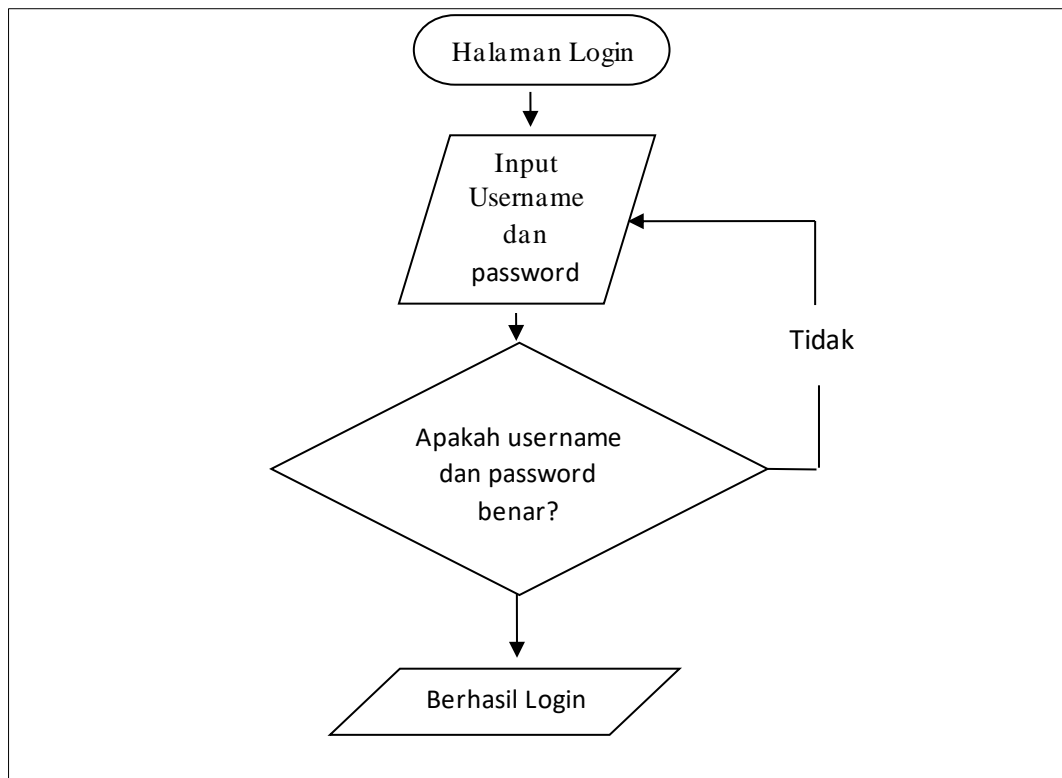 Halaman Login
Input
Username
dan
password
Tidak
Apakah username
dan password
benar?
Berhasil Login